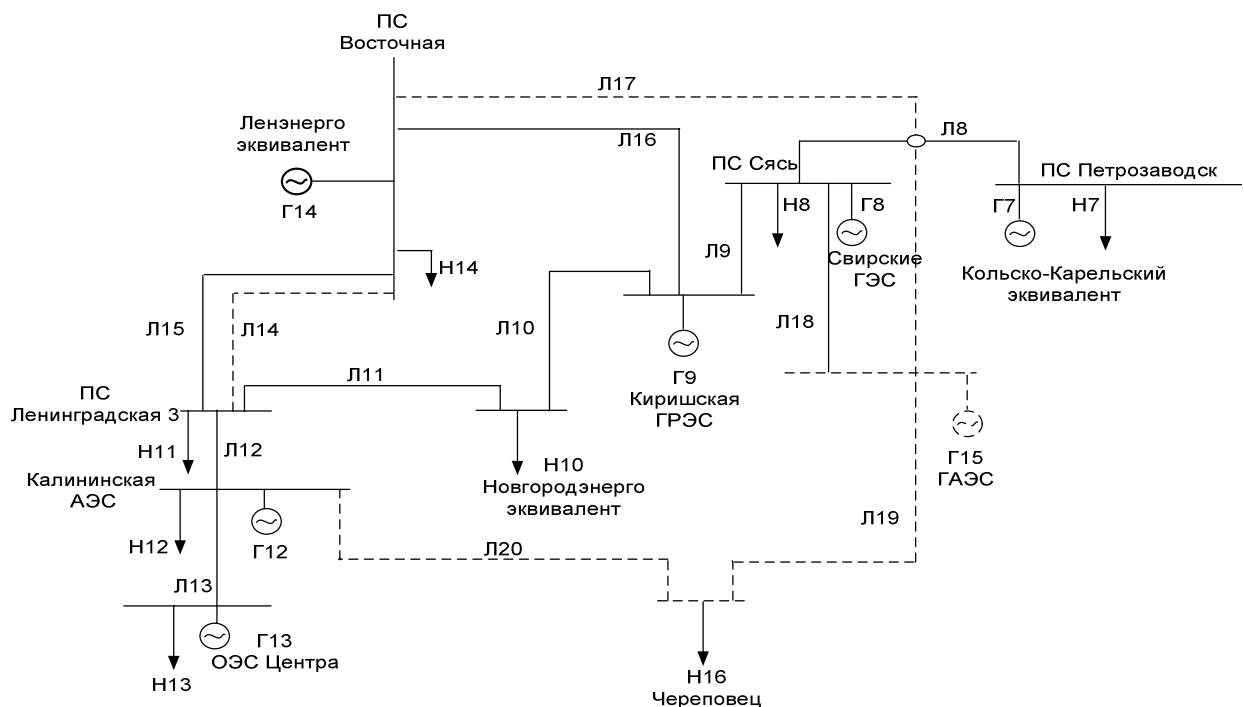 ПС
Восточная
Л17
Ленэнерго
эквивалент
Л16
Л8
ПС Сясь
ПС Петрозаводск
Г14
Н8
Г8
Г7
Н7
Л9
Н14
Свирские
ГЭС
Кольско-Карельский
эквивалент
Л15
Л14
Л10
Л18
ПС
Ленинградская 3
Л11
Г9
Киришская
ГРЭС
Н11
Л12
Г15
ГАЭС
Калининская
АЭС
Н10
Новгородэнерго
эквивалент
Л19
Н12
Г12
Л20
Л13
Г13
ОЭС Центра
Н13
Н16
Череповец